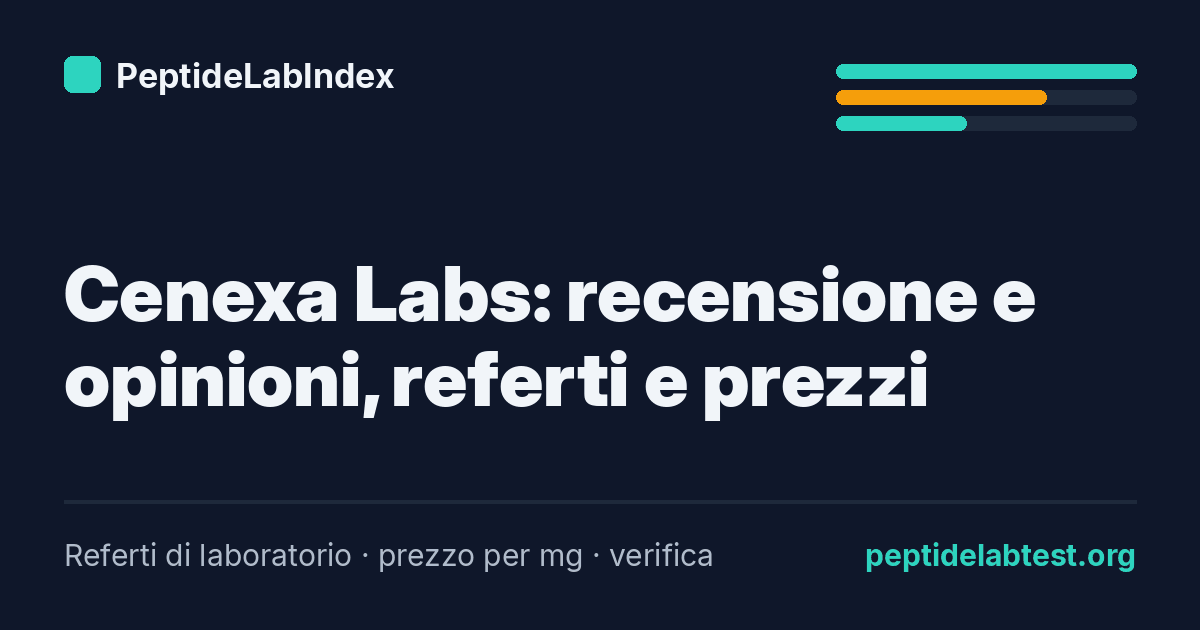 PeptideLabIndex
Cenexa Labs: recensione e
opinioni, referti e prezzi
Referti di laboratorio · prezzo per mg · verifica
peptidelabtest.org